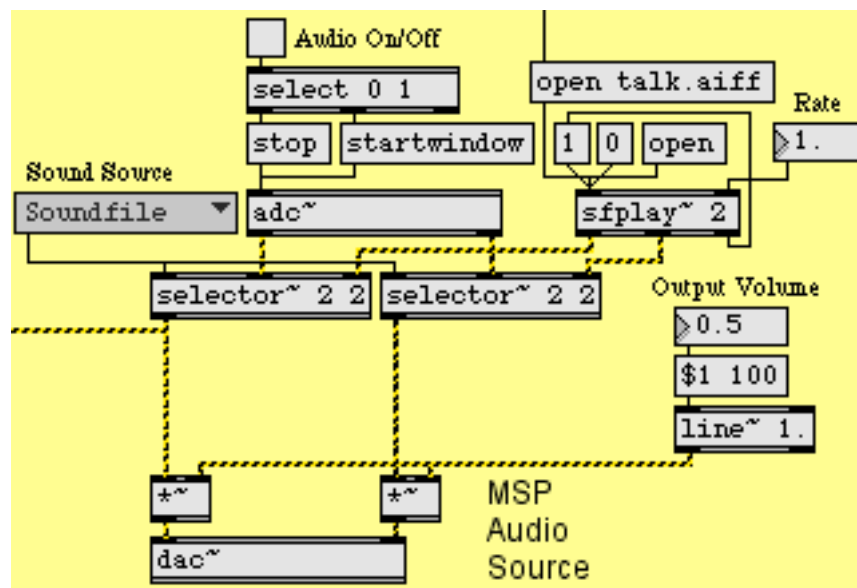 Audio On/Off
select 0 1
open talk.aiff
Rate
stop
startwindow
1
0
open
1.
Sound Source
Soundfile
adc~
sfplay~ 2
selector~ 2 2
selector~ 2 2
Output Volume
0.5
$1 100
line~ 1.
*~
*~
MSP
Audio
Source
dac~